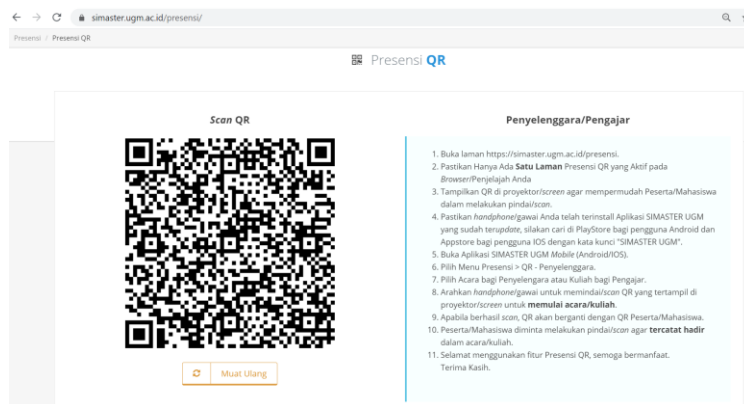 simaster.ugm.ac.id/presensi/
Presensi / Presensi QR
Presensi QR
Scan QR
Muat Ulang
Penyelenggara/Pengajar
1. Buka laman https://simaster.ugm.ac.id/presensi.
2. Pastikan Hanya Ada Satu Laman Presensi QR yang Aktif pada
Browser/Penjelajah Anda
3. Tampilkan QR di proyektor/screen agar mempermudah Peserta/Mahasiswa
dalam melakukan pindai/scan.
4. Pastikan handphone/gawai Anda telah terinstall Aplikasi SIMASTER UGM
yang sudah terupdate, silakan cari di PlayStore bagi pengguna Android dan
Appstore bagi pengguna IOS dengan kata kunci "SIMASTER UGM".
5. Buka Aplikasi SIMASTER UGM Mobile (Android/IOS).
6. Pilih Menu Presensi > QR - Penyelenggara.
7. Pilih Acara bagi Penyelengara atau Kuliah bagi Pengajar.
8. Arahkan handphone/gawai untuk memindai/scan QR yang tertampil di
proyektor/screen untuk memulai acara/kuliah.
9. Apabila berhasil scan, QR akan berganti dengan QR Peserta/Mahasiswa.
10. Peserta/Mahasiswa diminta melakukan pindai/scan agar tercatat hadir
dalam acara/kuliah.
11. Selamat menggunakan fitur Presensi QR, semoga bermanfaat.
Terima Kasih.